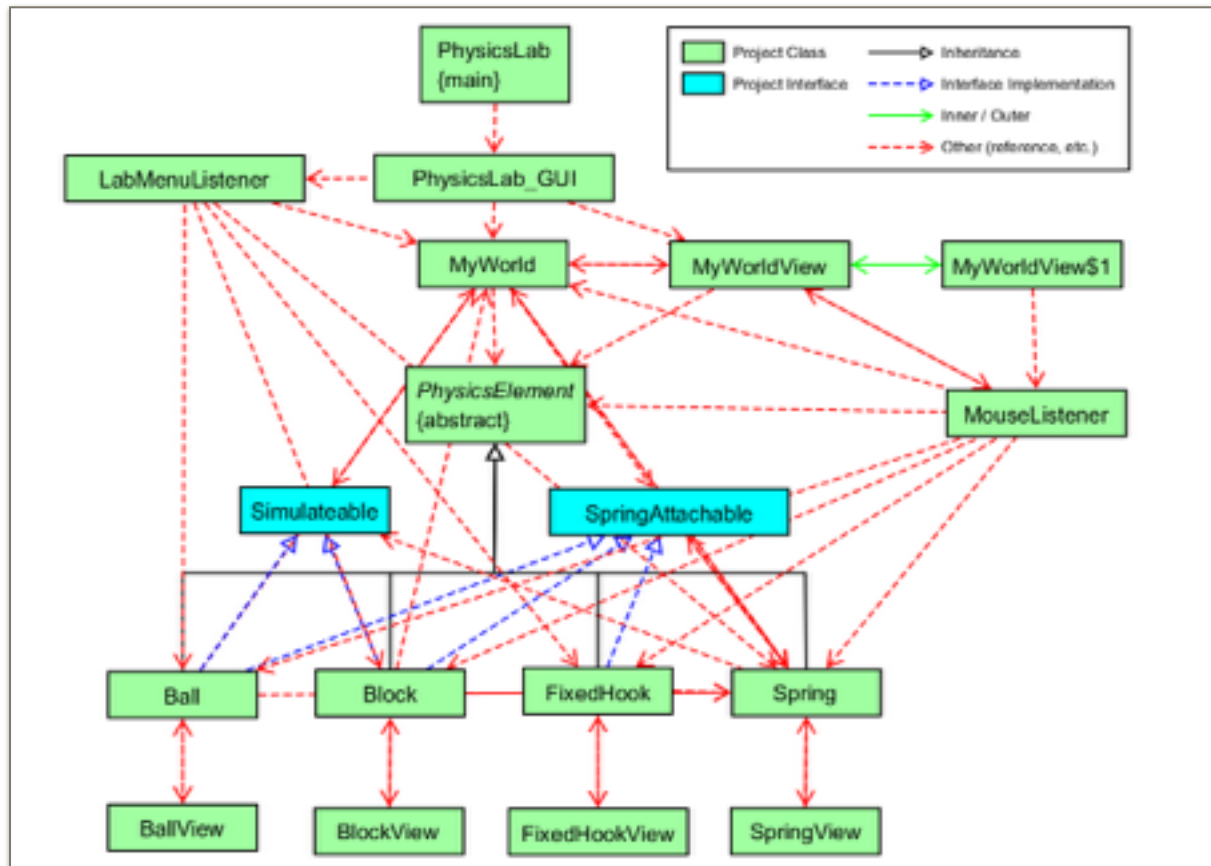 PhysicsLab
{main}
Project Class
Inheritance
Project Interface
Interface Implementation
Inner / Outer
Other (reference, etc.)
LabMenuListener
PhysicsLab_GUI
MyWorld
MyWorldView
MyWorldView$1
PhysicsElement
{abstract}
MouseListener
Simulateable
SpringAttachable
Ball
Block
FixedHook
Spring
BallView
BlockView
FixedHookView
SpringView